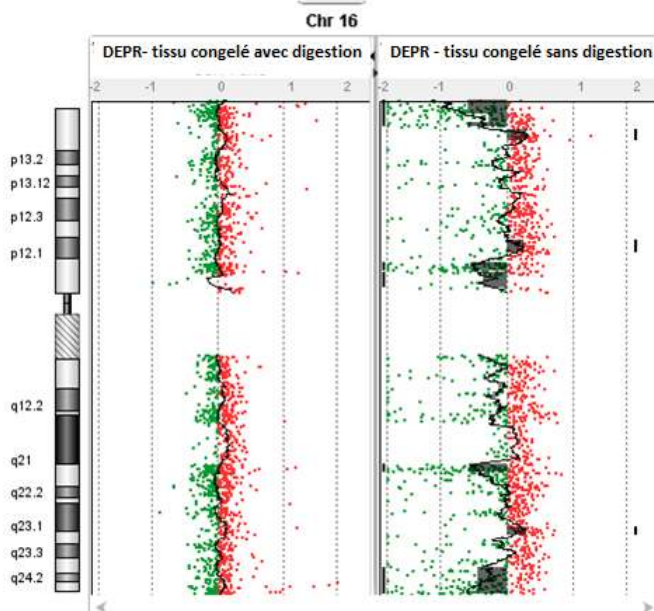 Chr 16
DEPR- tissu congelé avec digestion
DEPR - tissu congelé sans digestion
-2 -1 0 1 2
-2 -1 0 1 2
p13.2
p13.12
p12.3
p12.1
q12.2
q21
q22.2
q23.1
q23.3
q24.2